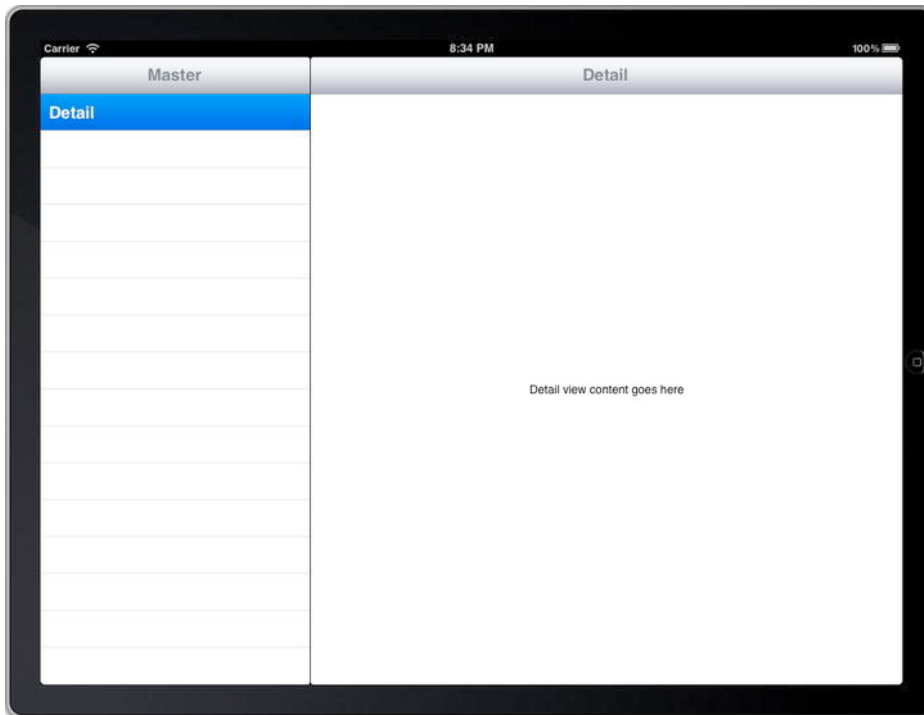 Carrier 8:34 PM 100%
Master Detail
Detail
Detail view content goes here